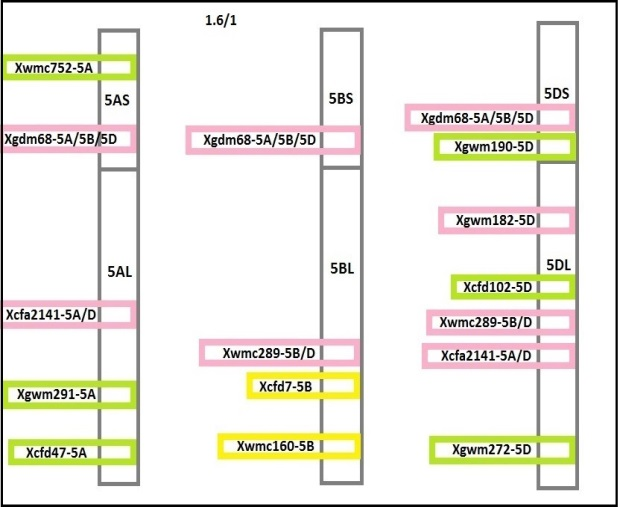 1.6/1
Xwmc752-5A
5AS
Xgdm68-5A/5B/5D
5AL
Xcfa2141-5A/D
Xgwm291-5A
Xcfd47-5A
5BS
Xgdm68-5A/5B/5D
5BL
Xwmc289-5B/D
Xcfd7-5B
Xwmc160-5B
5DS
Xgdm68-5A/5B/5D
Xgwm190-5D
Xgwm182-5D
5DL
Xcfd102-5D
Xwmc289-5B/D
Xcfa2141-5A/D
Xgwm272-5D